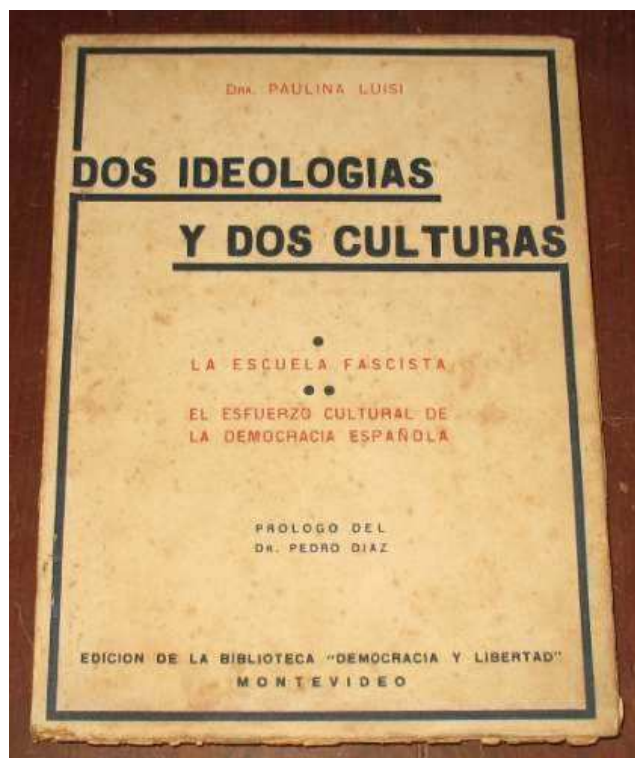 DRA. PAULINA LUISI
DOS IDEOLOGIAS
Y DOS CULTURAS
LA ESCUELA FASCISTA
EL ESFUERZO CULTURAL DE
LA DEMOCRACIA ESPAÑOLA
PROLOGO DEL
DR. PEDRO DIAZ
EDICION DE LA BIBLIOTECA "DEMOCRACIA Y LIBERTAD"
MONTEVIDEO